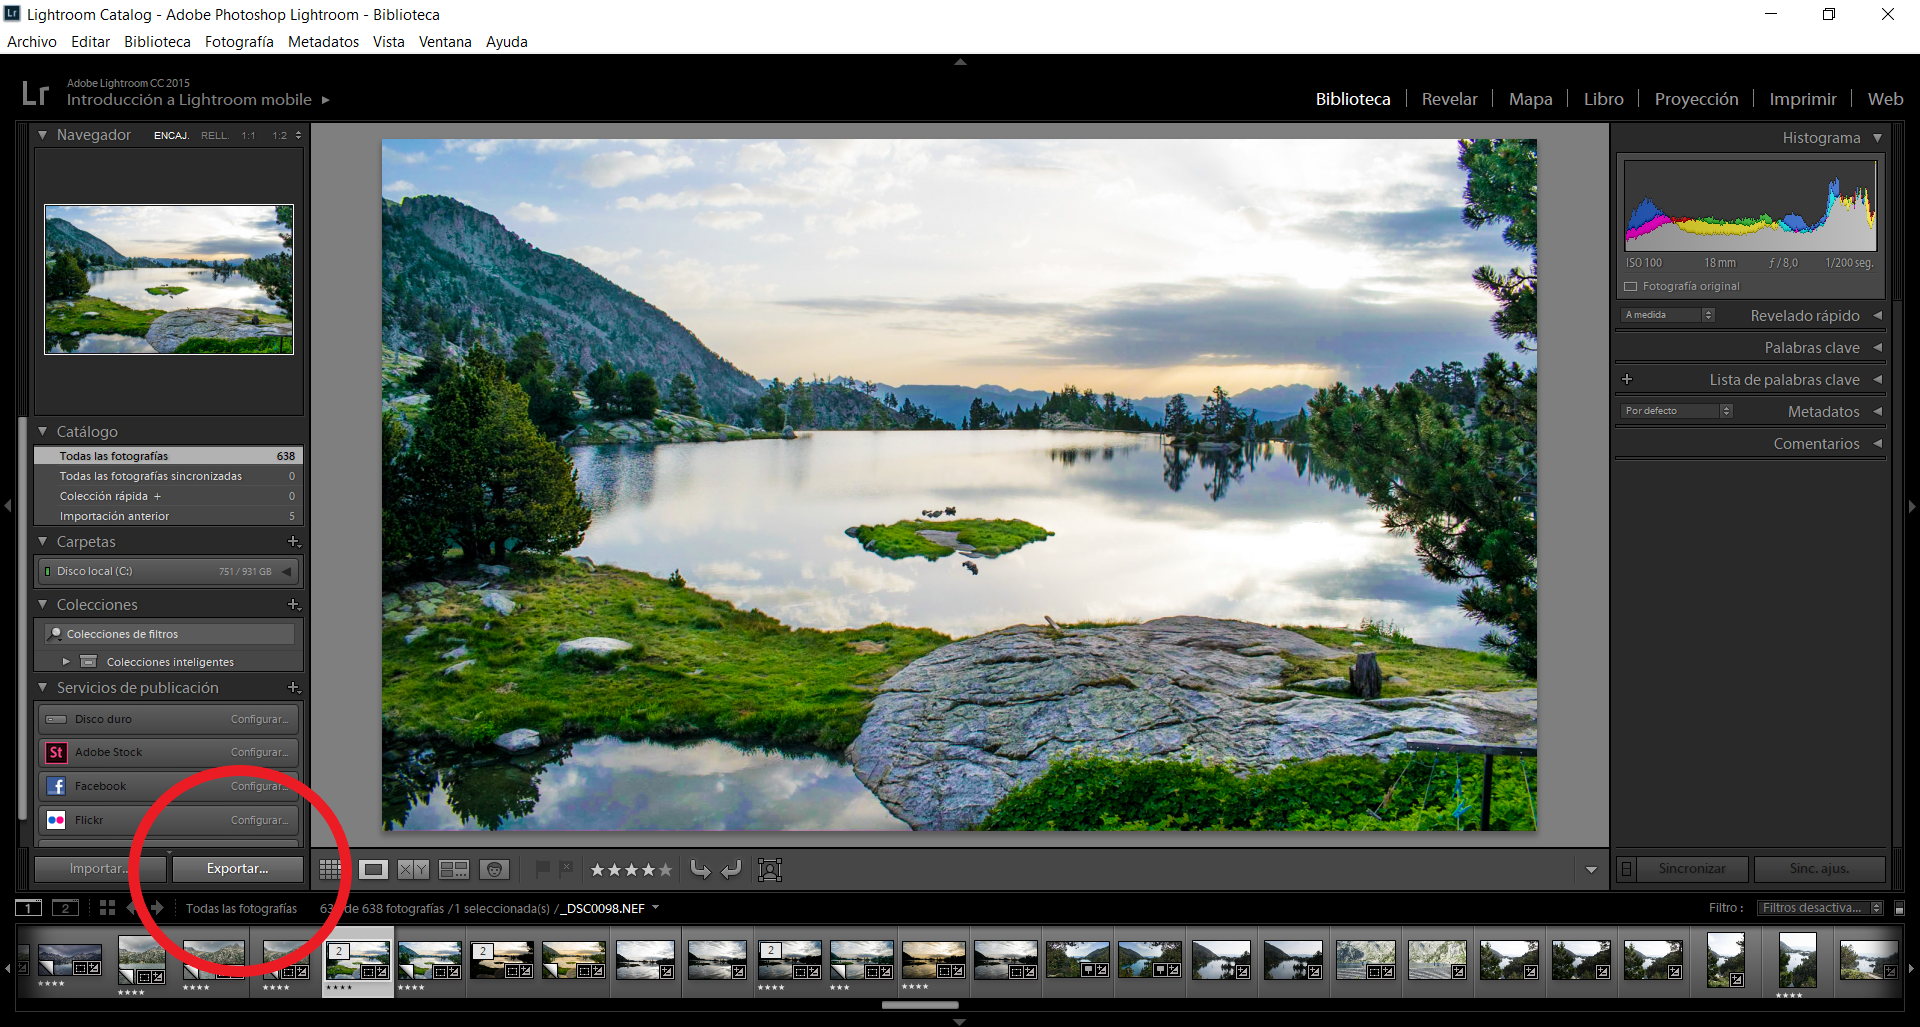 Lr Lightroom Catalog - Adobe Photoshop Lightroom - Biblioteca
Archivo Editar Biblioteca Fotografía Metadatos Vista Ventana Ayuda
Lr
Adobe Lightroom CC 2015
Introducción a Lightroom mobile
Biblioteca Revelar Mapa Libro Proyección Imprimir Web
Navegador ENCAJ. RELL. 1:1 1:2
Catálogo
Todas las fotografías 638
Todas las fotografías sincronizadas 0
Colección rápida + 0
Importación anterior 5
Carpetas +
Disco local (C:) 751 / 931 GB
Colecciones +
Colecciones de filtros
Colecciones inteligentes
Servicios de publicación +
Disco duro Configurar...
St Adobe Stock Configurar...
f Facebook Configurar...
Flickr Configurar...
Importar... Exportar...
Histograma
ISO 100 18 mm ƒ / 8,0 1/200 seg.
Fotografía original
A medida Revelado rápido
Palabras clave
+ Lista de palabras clave
Por defecto Metadatos
Comentarios
X Y
Sincronizar Sinc. ajus.
1 2 Todas las fotografías de 638 fotografías /1 seleccionada(s) /_DSC0098.NEF
Filtro : Filtros desactiva...
2 2 2